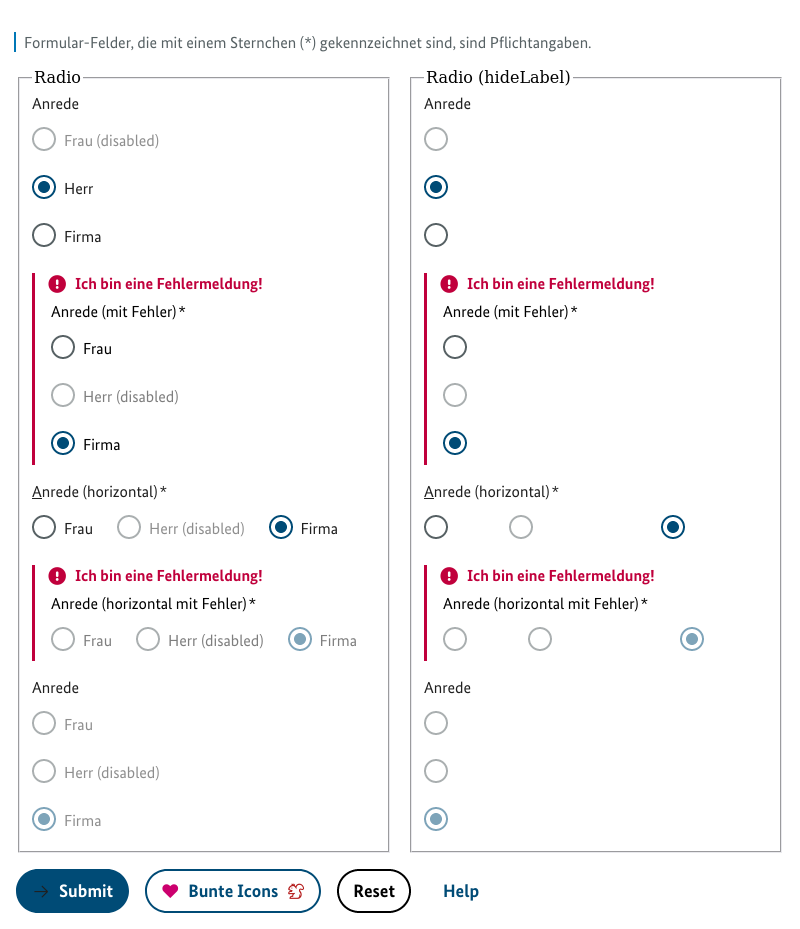 Formular-Felder, die mit einem Sternchen (*) gekennzeichnet sind, sind Pflichtangaben.
Radio
Anrede
Frau (disabled)
Herr
Firma
Ich bin eine Fehlermeldung!
Anrede (mit Fehler)*
Frau
Herr (disabled)
Firma
Anrede (horizontal)*
Frau Herr (disabled) Firma
Ich bin eine Fehlermeldung!
Anrede (horizontal mit Fehler)*
Frau Herr (disabled) Firma
Anrede
Frau
Herr (disabled)
Firma
Radio (hideLabel)
Anrede
Ich bin eine Fehlermeldung!
Anrede (mit Fehler)*
Anrede (horizontal)*
Ich bin eine Fehlermeldung!
Anrede (horizontal mit Fehler)*
Anrede
Submit Bunte Icons Reset Help